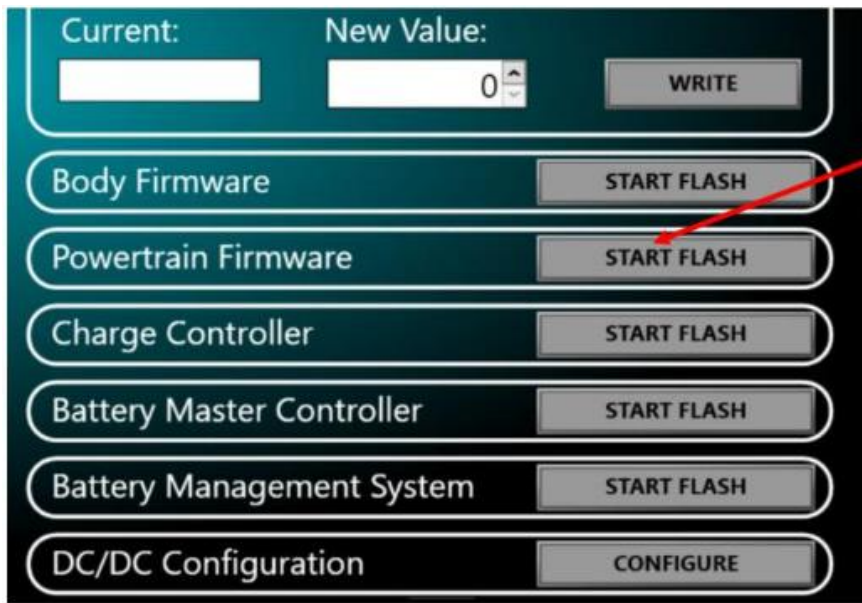 Current: New Value:
0 WRITE
Body Firmware START FLASH
Powertrain Firmware START FLASH
Charge Controller START FLASH
Battery Master Controller START FLASH
Battery Management System START FLASH
DC/DC Configuration CONFIGURE